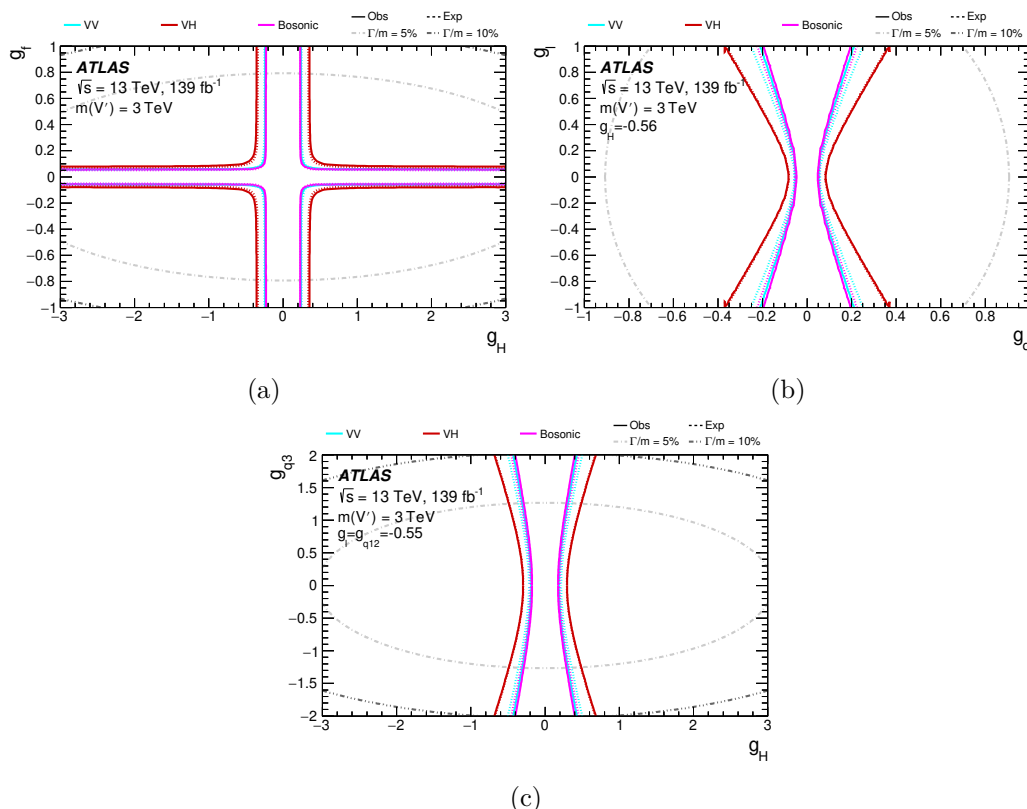 VV VH Bosonic Obs Exp
Γ/m = 5% Γ/m = 10%
g_f
ATLAS
√s = 13 TeV, 139 fb⁻¹
m(V′) = 3 TeV
1
0.8
0.6
0.4
0.2
0
−0.2
−0.4
−0.6
−0.8
−1
−3 −2 −1 0 1 2 3
g_H
(a)
VV VH Bosonic Obs Exp
Γ/m = 5% Γ/m = 10%
g_l
ATLAS
√s = 13 TeV, 139 fb⁻¹
m(V′) = 3 TeV
g_H=-0.56
1
0.8
0.6
0.4
0.2
0
−0.2
−0.4
−0.6
−0.8
−1
−1 −0.8 −0.6 −0.4 −0.2 0 0.2 0.4 0.6 0.8
g_q
(b)
VV VH Bosonic Obs Exp
Γ/m = 5% Γ/m = 10%
g_q3
ATLAS
√s = 13 TeV, 139 fb⁻¹
m(V′) = 3 TeV
g_l=g_q12=-0.55
2
1.5
1
0.5
0
−0.5
−1
−1.5
−2
−3 −2 −1 0 1 2 3
g_H
(c)